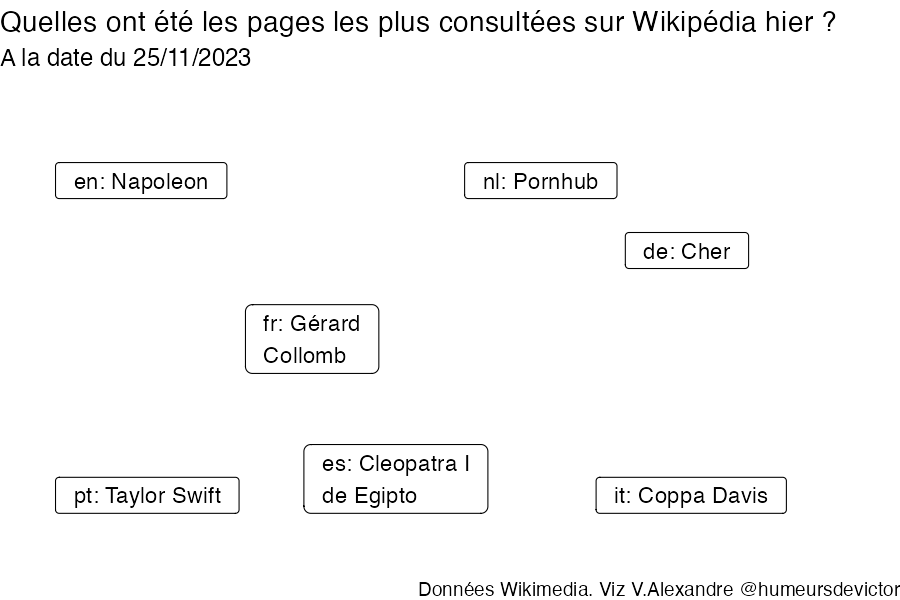 Quelles ont été les pages les plus consultées sur Wikipédia hier ?
A la date du 25/11/2023
en: Napoleon
nl: Pornhub
de: Cher
fr: Gérard
Collomb
es: Cleopatra I
de Egipto
pt: Taylor Swift
it: Coppa Davis
Données Wikimedia. Viz V.Alexandre @humeursdevictor